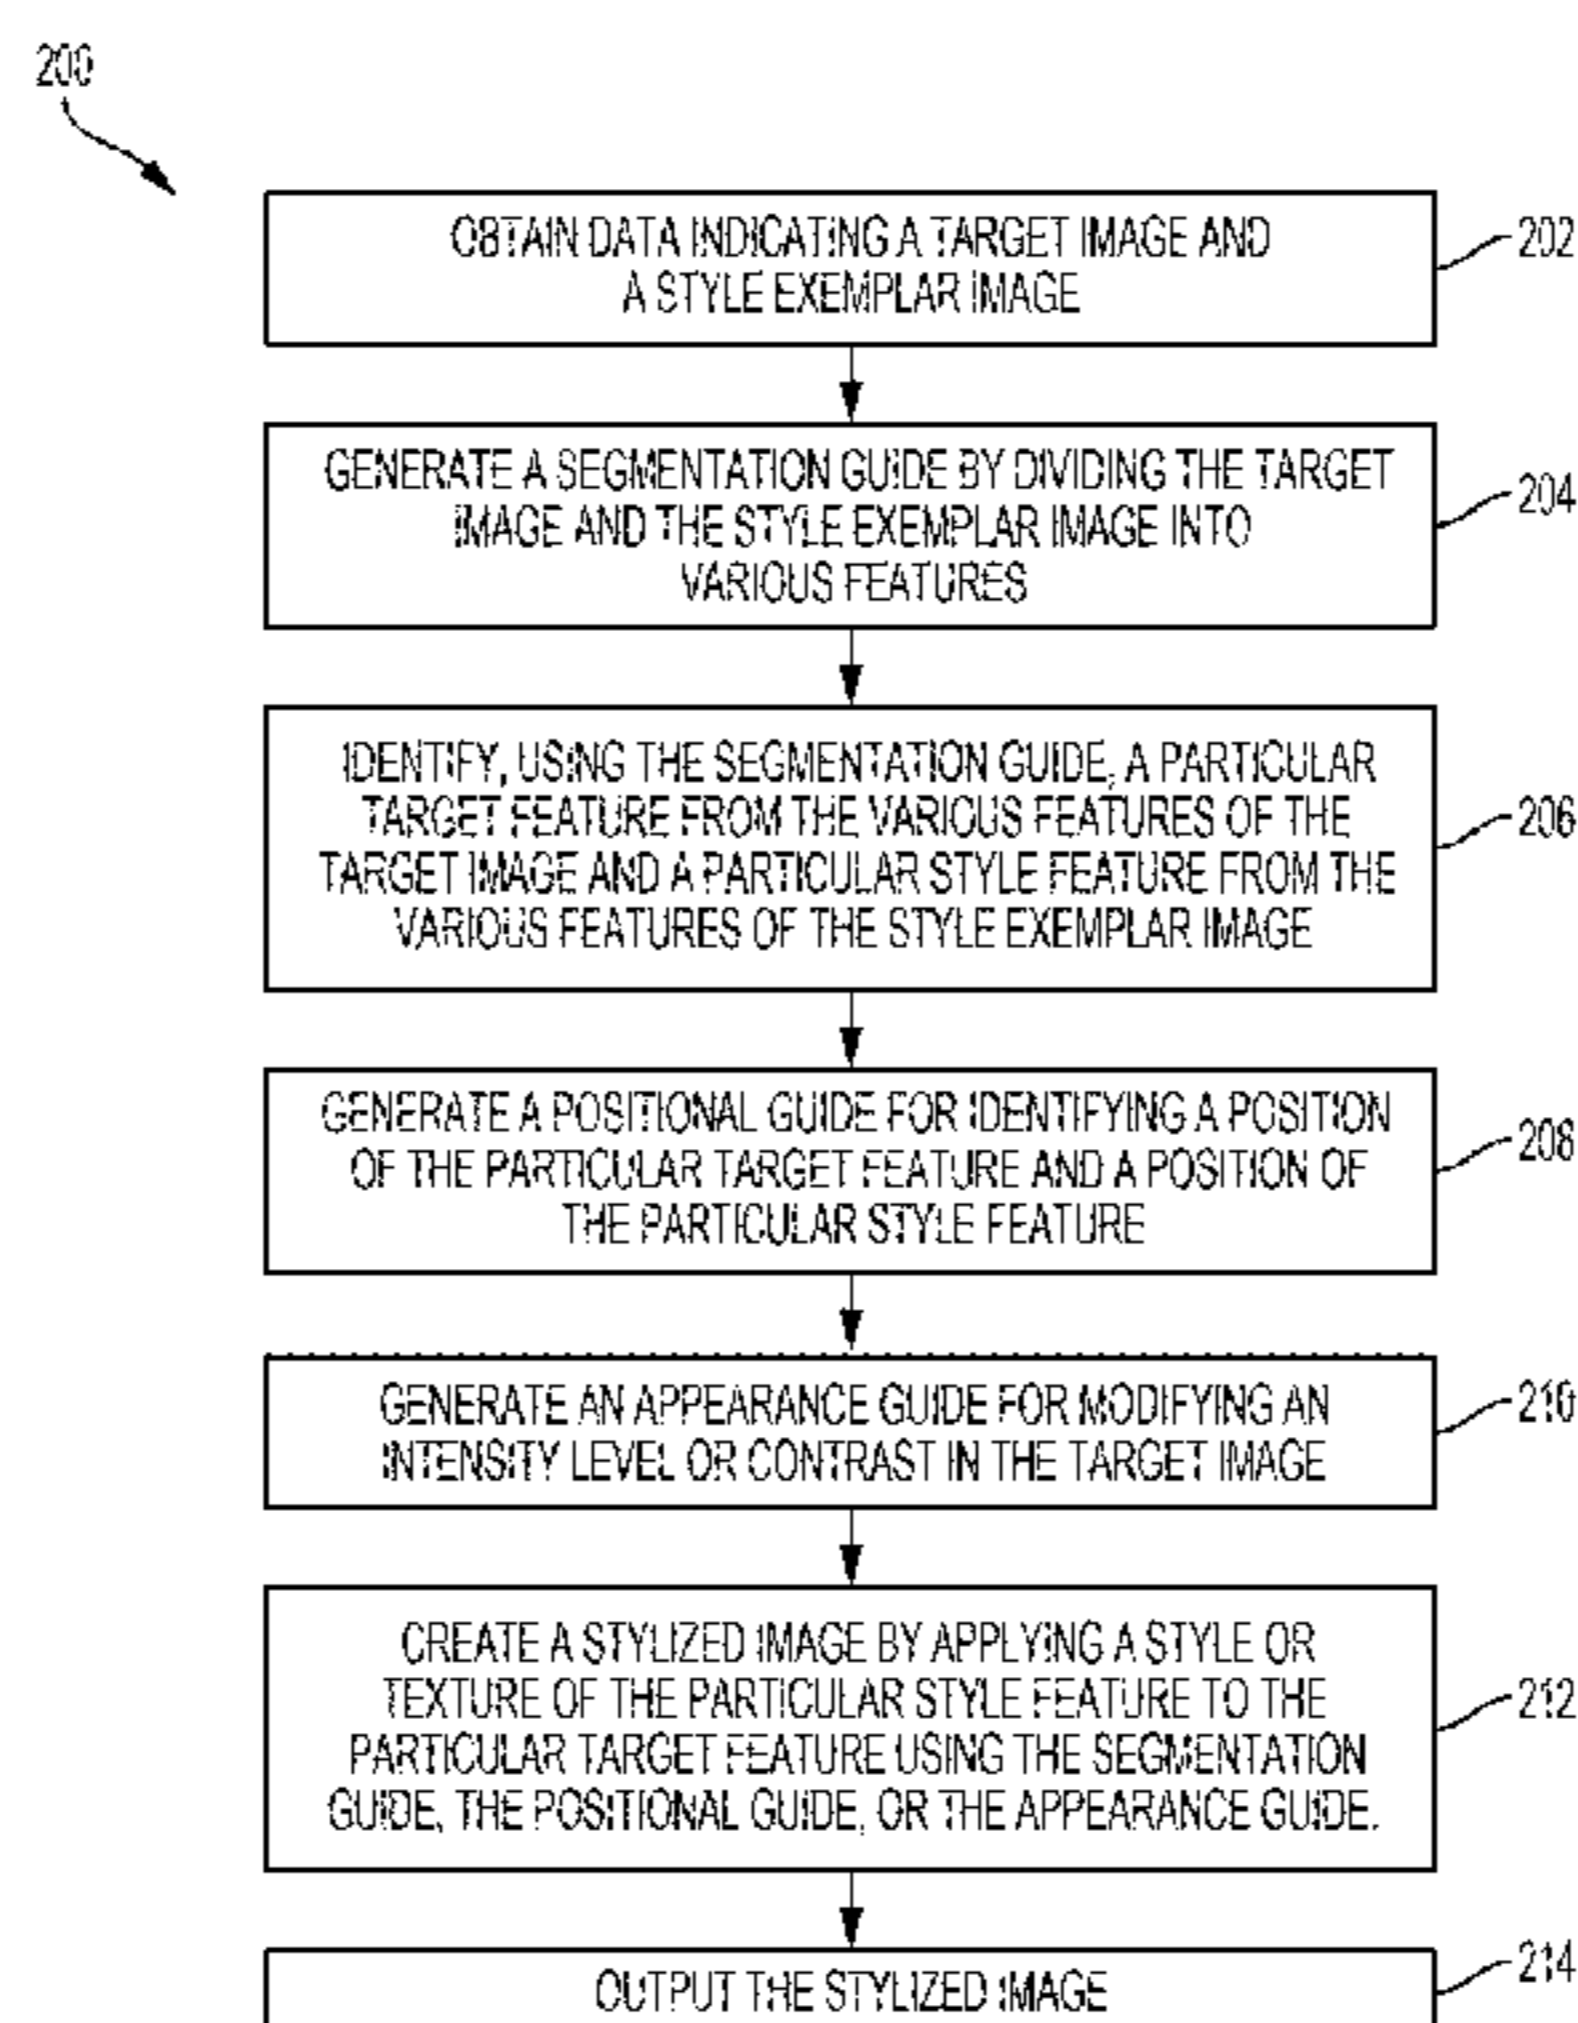 200
OBTAIN DATA INDICATING A TARGET IMAGE AND
A STYLE EXEMPLAR IMAGE
202
GENERATE A SEGMENTATION GUIDE BY DIVIDING THE TARGET
IMAGE AND THE STYLE EXEMPLAR IMAGE INTO
VARIOUS FEATURES
204
IDENTIFY, USING THE SEGMENTATION GUIDE, A PARTICULAR
TARGET FEATURE FROM THE VARIOUS FEATURES OF THE
TARGET IMAGE AND A PARTICULAR STYLE FEATURE FROM THE
VARIOUS FEATURES OF THE STYLE EXEMPLAR IMAGE
206
GENERATE A POSITIONAL GUIDE FOR IDENTIFYING A POSITION
OF THE PARTICULAR TARGET FEATURE AND A POSITION OF
THE PARTICULAR STYLE FEATURE
208
GENERATE AN APPEARANCE GUIDE FOR MODIFYING AN
INTENSITY LEVEL OR CONTRAST IN THE TARGET IMAGE
210
CREATE A STYLIZED IMAGE BY APPLYING A STYLE OR
TEXTURE OF THE PARTICULAR STYLE FEATURE TO THE
PARTICULAR TARGET FEATURE USING THE SEGMENTATION
GUIDE, THE POSITIONAL GUIDE, OR THE APPEARANCE GUIDE.
212
OUTPUT THE STYLIZED IMAGE
214